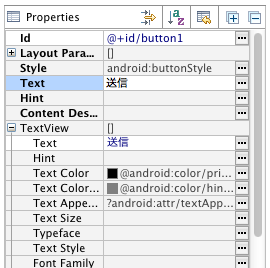 Properties
Id @+id/button1
Layout Para... []
Style android:buttonStyle
Text 送信
Hint
Content Des...
TextView []
Text 送信
Hint
Text Color @android:color/pri...
Text Color... @android:color/hin...
Text Appe... ?android:attr/textApp...
Text Size
Typeface
Text Style
Font Family